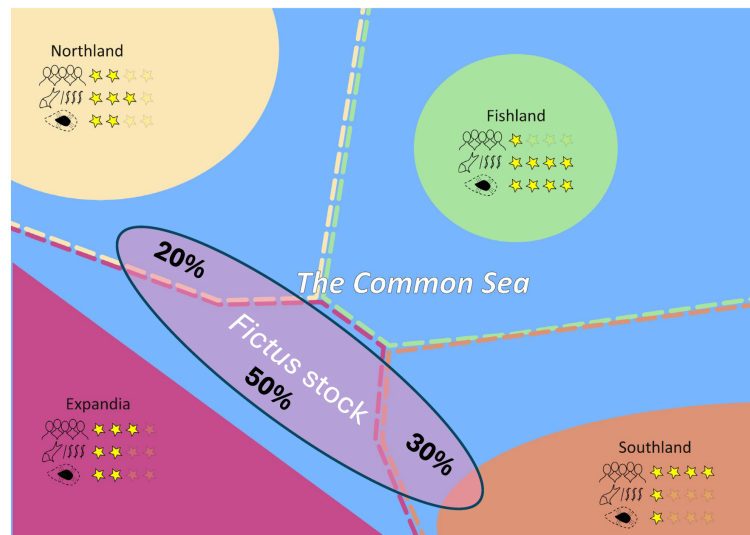 Northland
Fishland
20%
The Common Sea
Fictus stock
50%
Expandia
30%
Southland